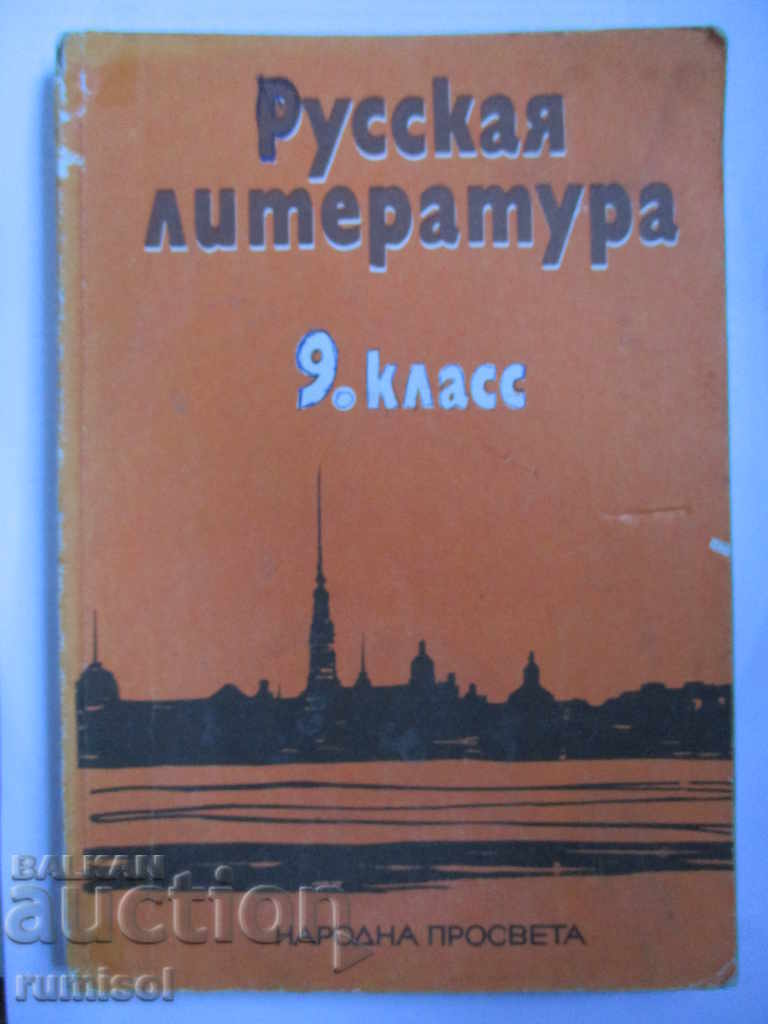 Русская
литература
9. класс
BALKAN
auction
НАРОДНА ПРОСВЕТА
rumisol